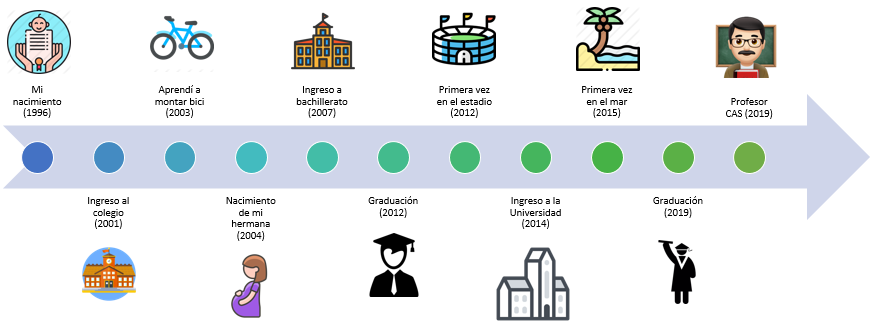 Mi
nacimiento
(1996)
Aprendí a
montar bici
(2003)
Ingreso a
bachillerato
(2007)
Primera vez
en el estadio
(2012)
Primera vez
en el mar
(2015)
Profesor
CAS (2019)
Ingreso al
colegio
(2001)
Nacimiento
de mi
hermana
(2004)
Graduación
(2012)
Ingreso a la
Universidad
(2014)
Graduación
(2019)